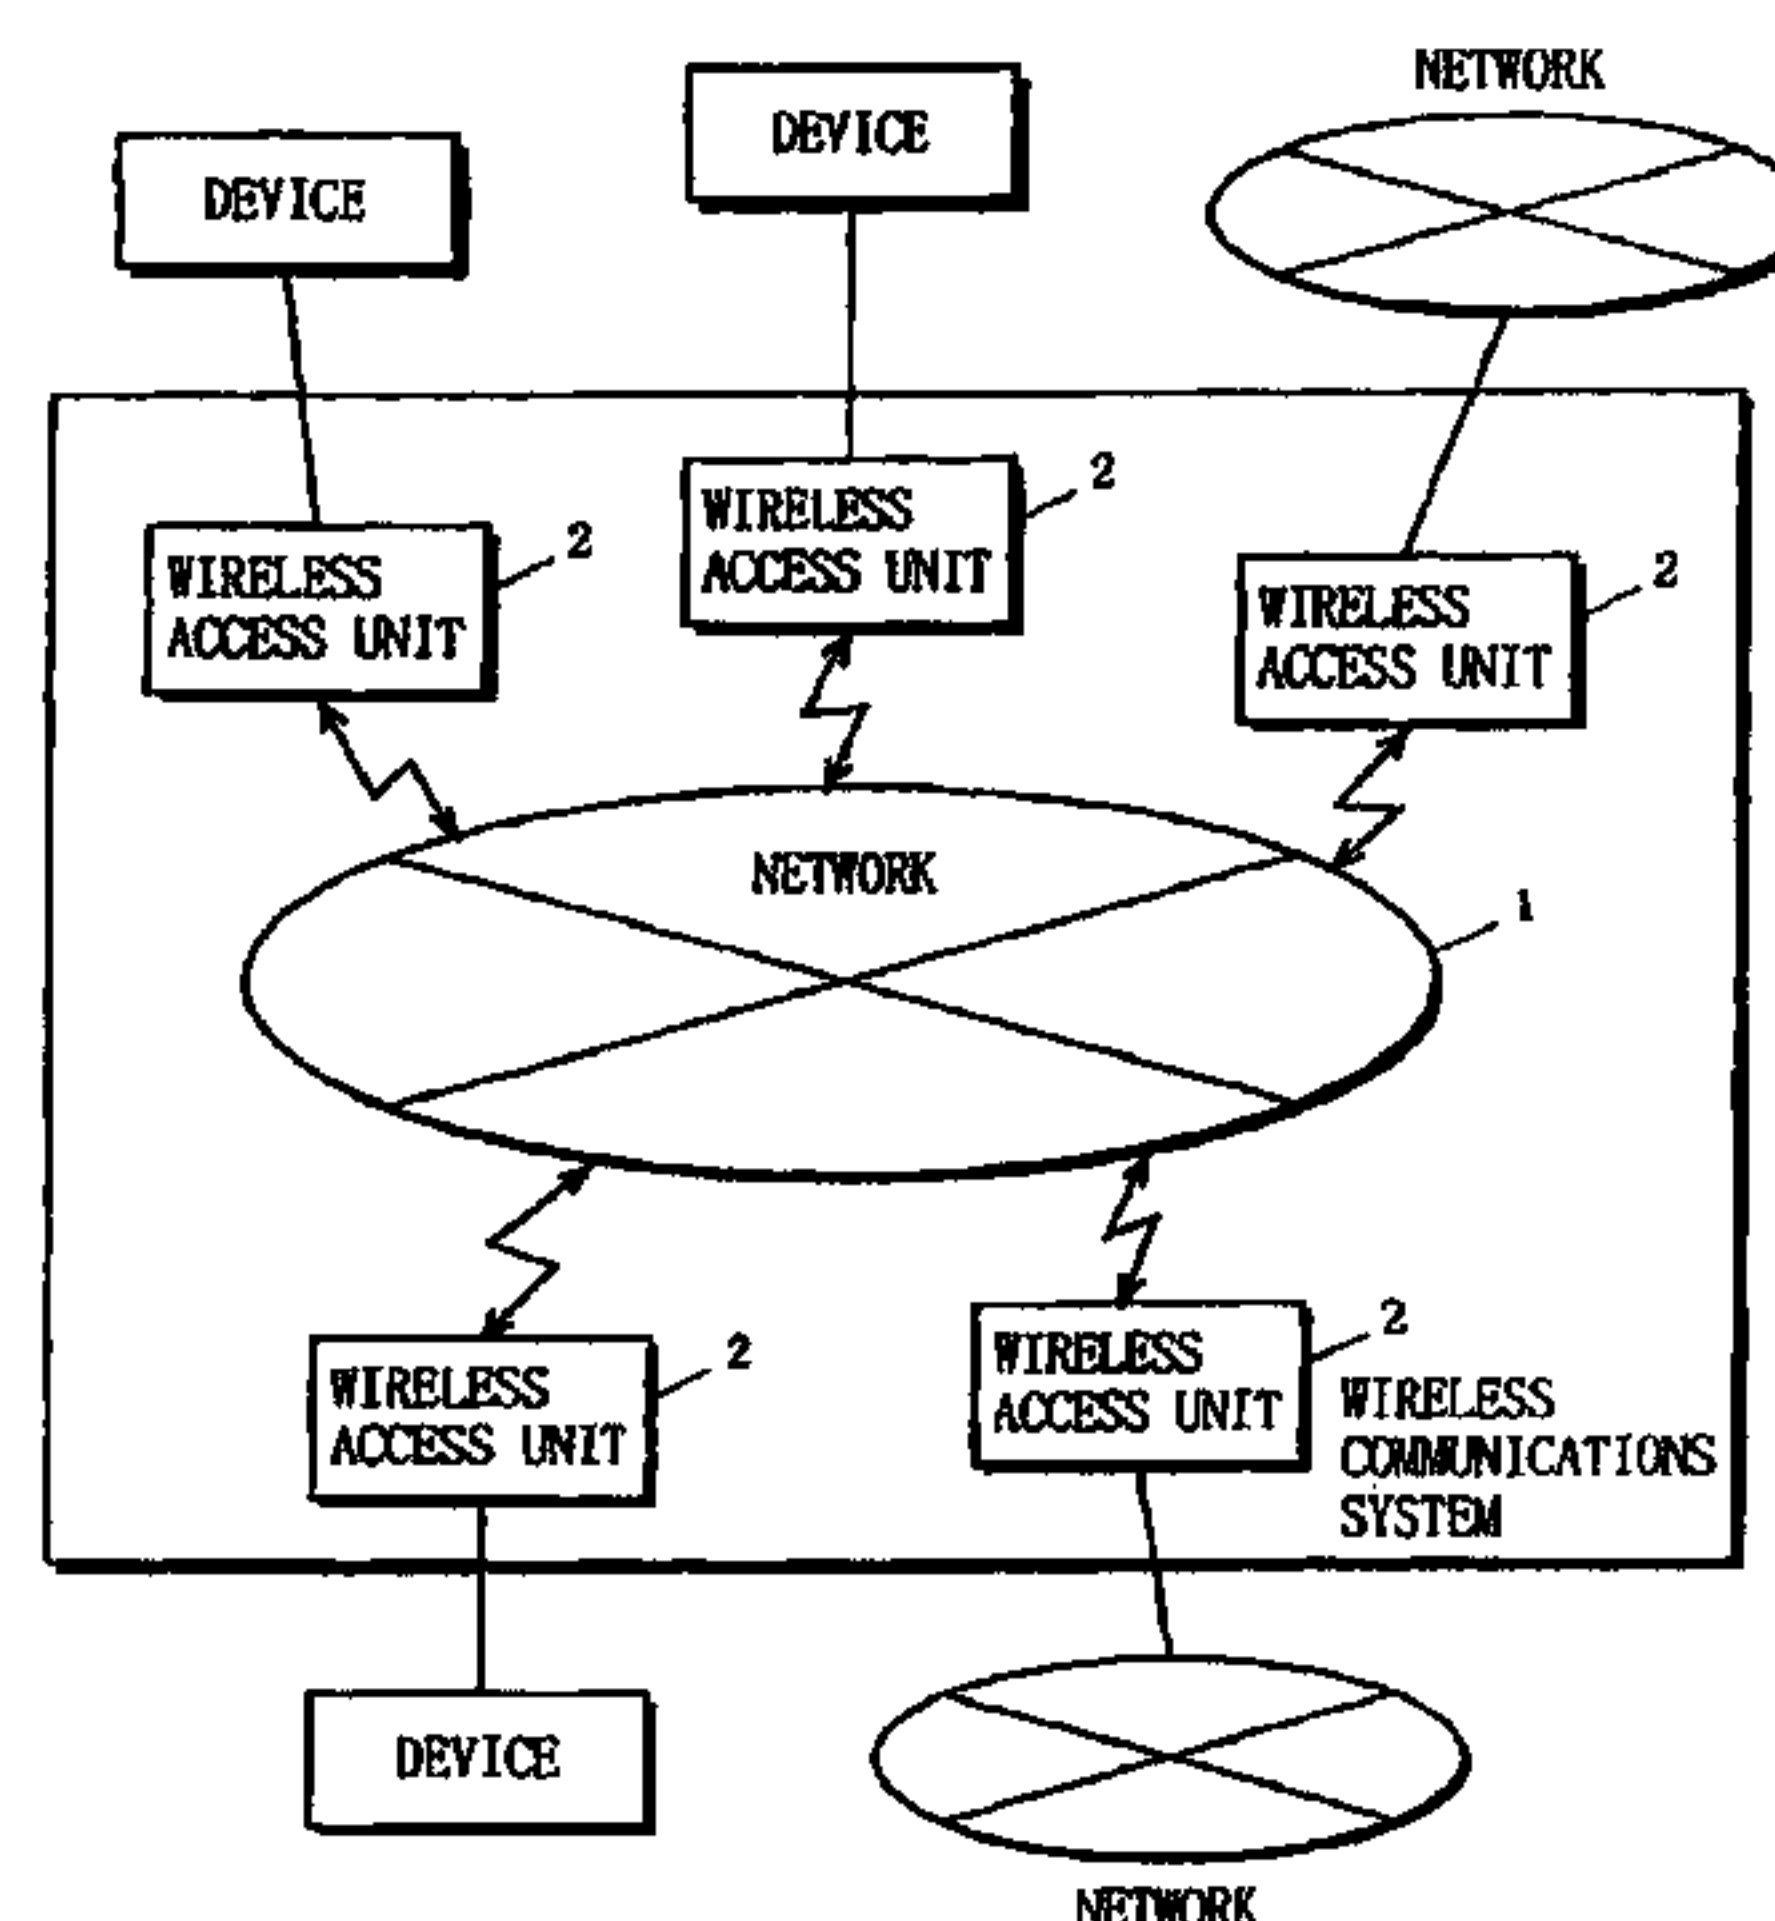 NETWORK
DEVICE
DEVICE
2
WIRELESS
ACCESS UNIT
2
WIRELESS
ACCESS UNIT
2
WIRELESS
ACCESS UNIT
NETWORK
1
2
WIRELESS
ACCESS UNIT
2
WIRELESS
ACCESS UNIT
WIRELESS
COMMUNICATIONS
SYSTEM
DEVICE
NETWORK